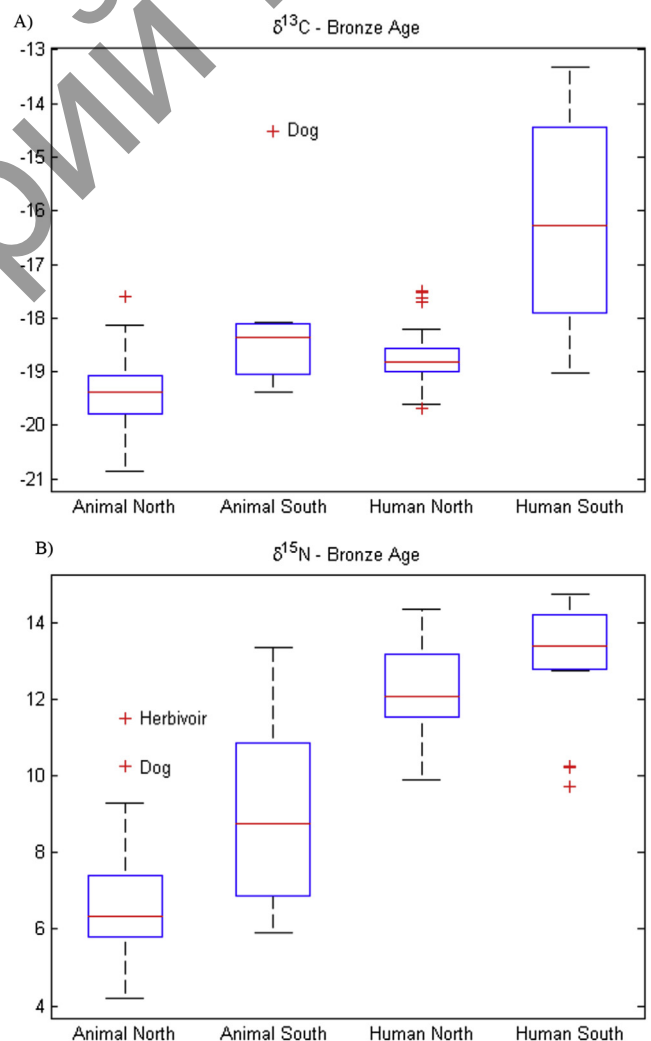 A)
δ¹³C - Bronze Age
-13
-14
Dog
-15
-16
-17
-18
-19
-20
-21
Animal North Animal South Human North Human South
B)
δ¹⁵N - Bronze Age
14
12
Herbivoir
10
Dog
8
6
4
Animal North Animal South Human North Human South